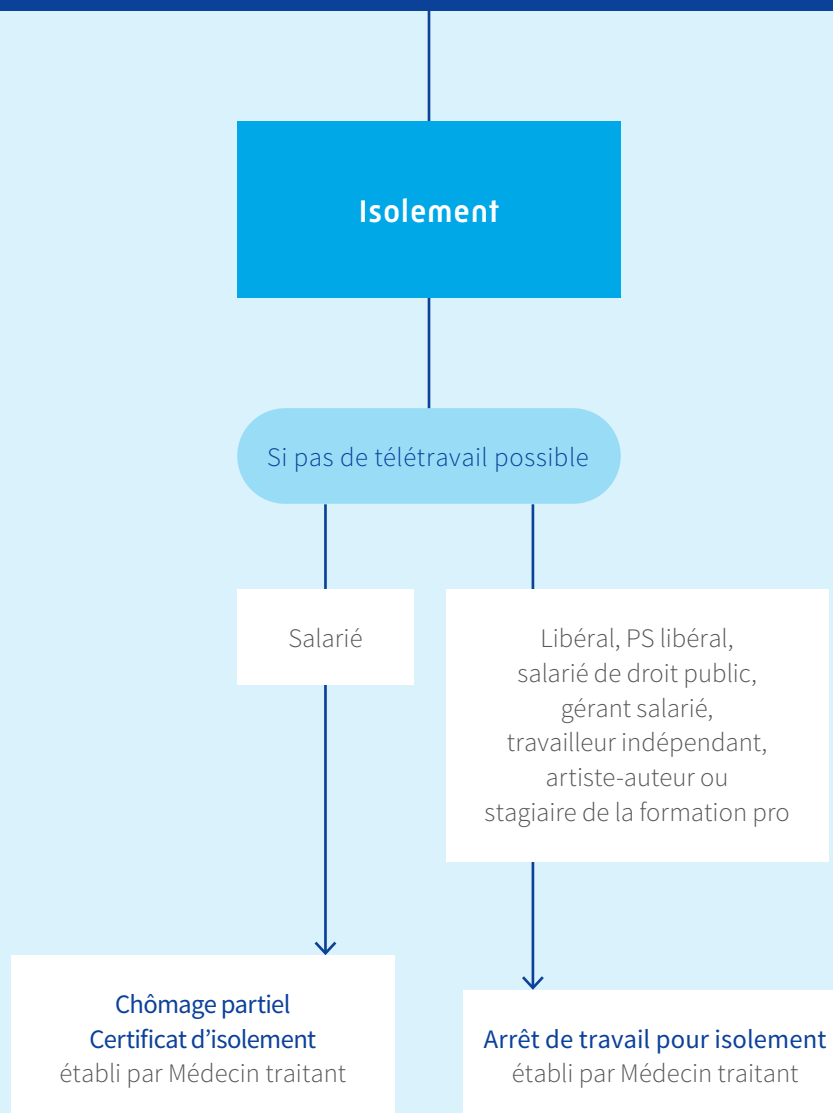 Isolement
Si pas de télétravail possible
Salarié
Libéral, PS libéral,
salarié de droit public,
gérant salarié,
travailleur indépendant,
artiste-auteur ou
stagiaire de la formation pro
Chômage partiel
Certificat d’isolement
établi par Médecin traitant
Arrêt de travail pour isolement
établi par Médecin traitant